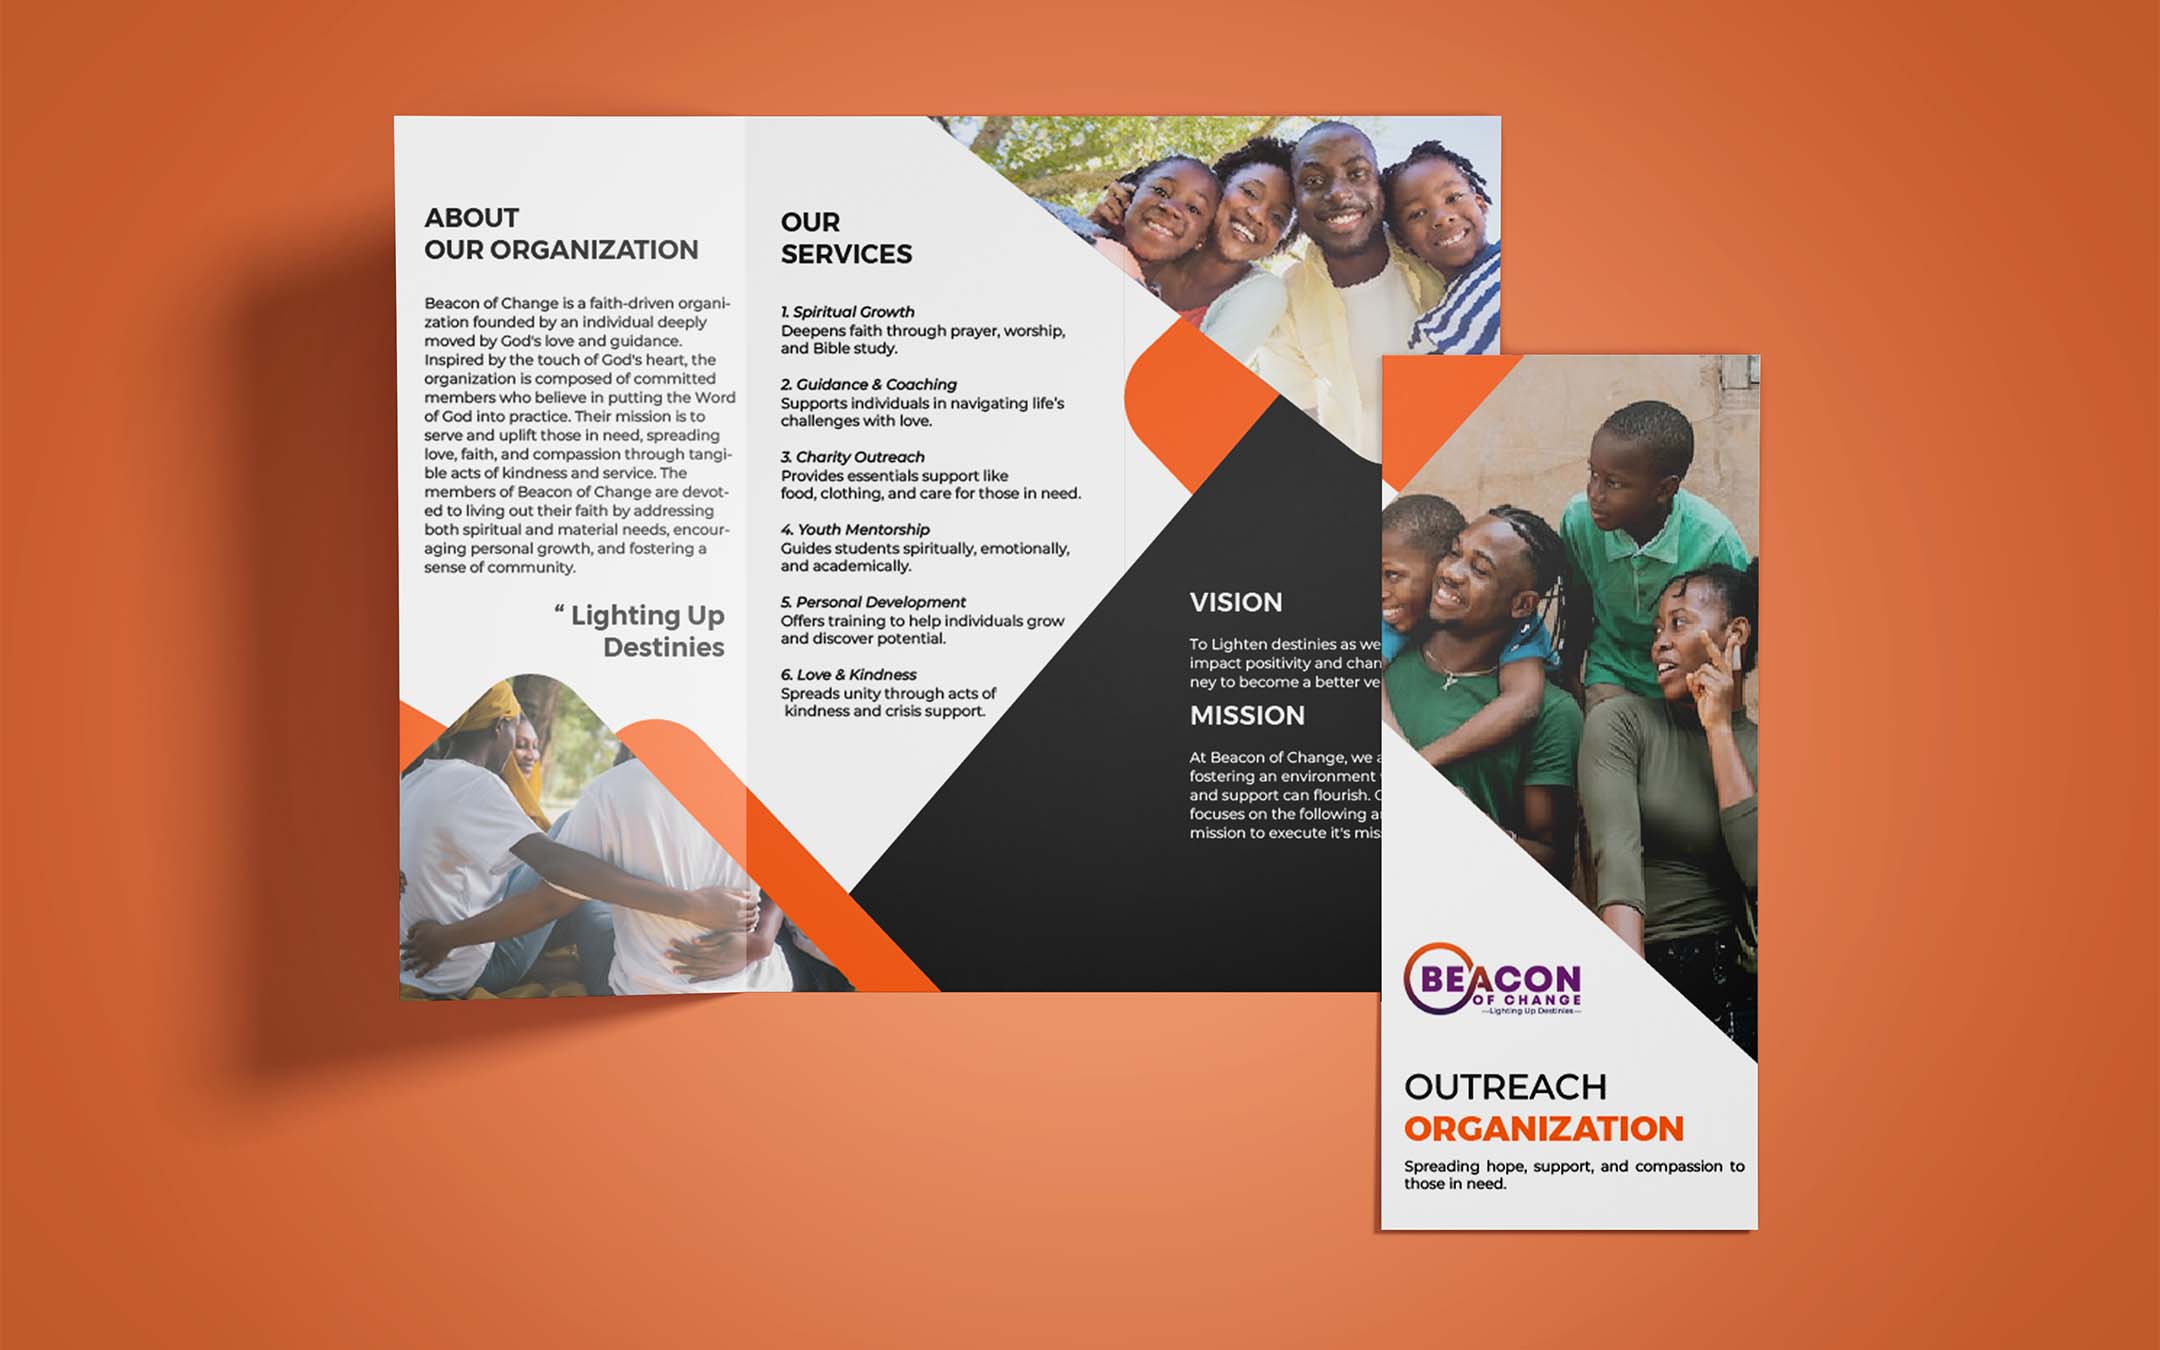 ABOUT
OUR ORGANIZATION
Beacon of Change is a faith-driven organi-
zation founded by an individual deeply
moved by God's love and guidance.
Inspired by the touch of God's heart, the
organization is composed of committed
members who believe in putting the Word
of God into practice. Their mission is to
serve and uplift those in need, spreading
love, faith, and compassion through tangi-
ble acts of kindness and service. The
members of Beacon of Change are devot-
ed to living out their faith by addressing
both spiritual and material needs, encour-
aging personal growth, and fostering a
sense of community.
“ Lighting Up
Destinies
OUR
SERVICES
1. Spiritual Growth
Deepens faith through prayer, worship,
and Bible study.
2. Guidance & Coaching
Supports individuals in navigating life's
challenges with love.
3. Charity Outreach
Provides essentials support like
food, clothing, and care for those in need.
4. Youth Mentorship
Guides students spiritually, emotionally,
and academically.
5. Personal Development
Offers training to help individuals grow
and discover potential.
6. Love & Kindness
Spreads unity through acts of
kindness and crisis support.
VISION
To Lighten destinies as we
impact positivity and chan
ney to become a better ve
MISSION
At Beacon of Change, we
fostering an environment
and support can flourish.
focuses on the following
mission to execute it's mis
BEACON
OF CHANGE
—Lighting Up Destinies—
OUTREACH
ORGANIZATION
Spreading hope, support, and compassion to
those in need.